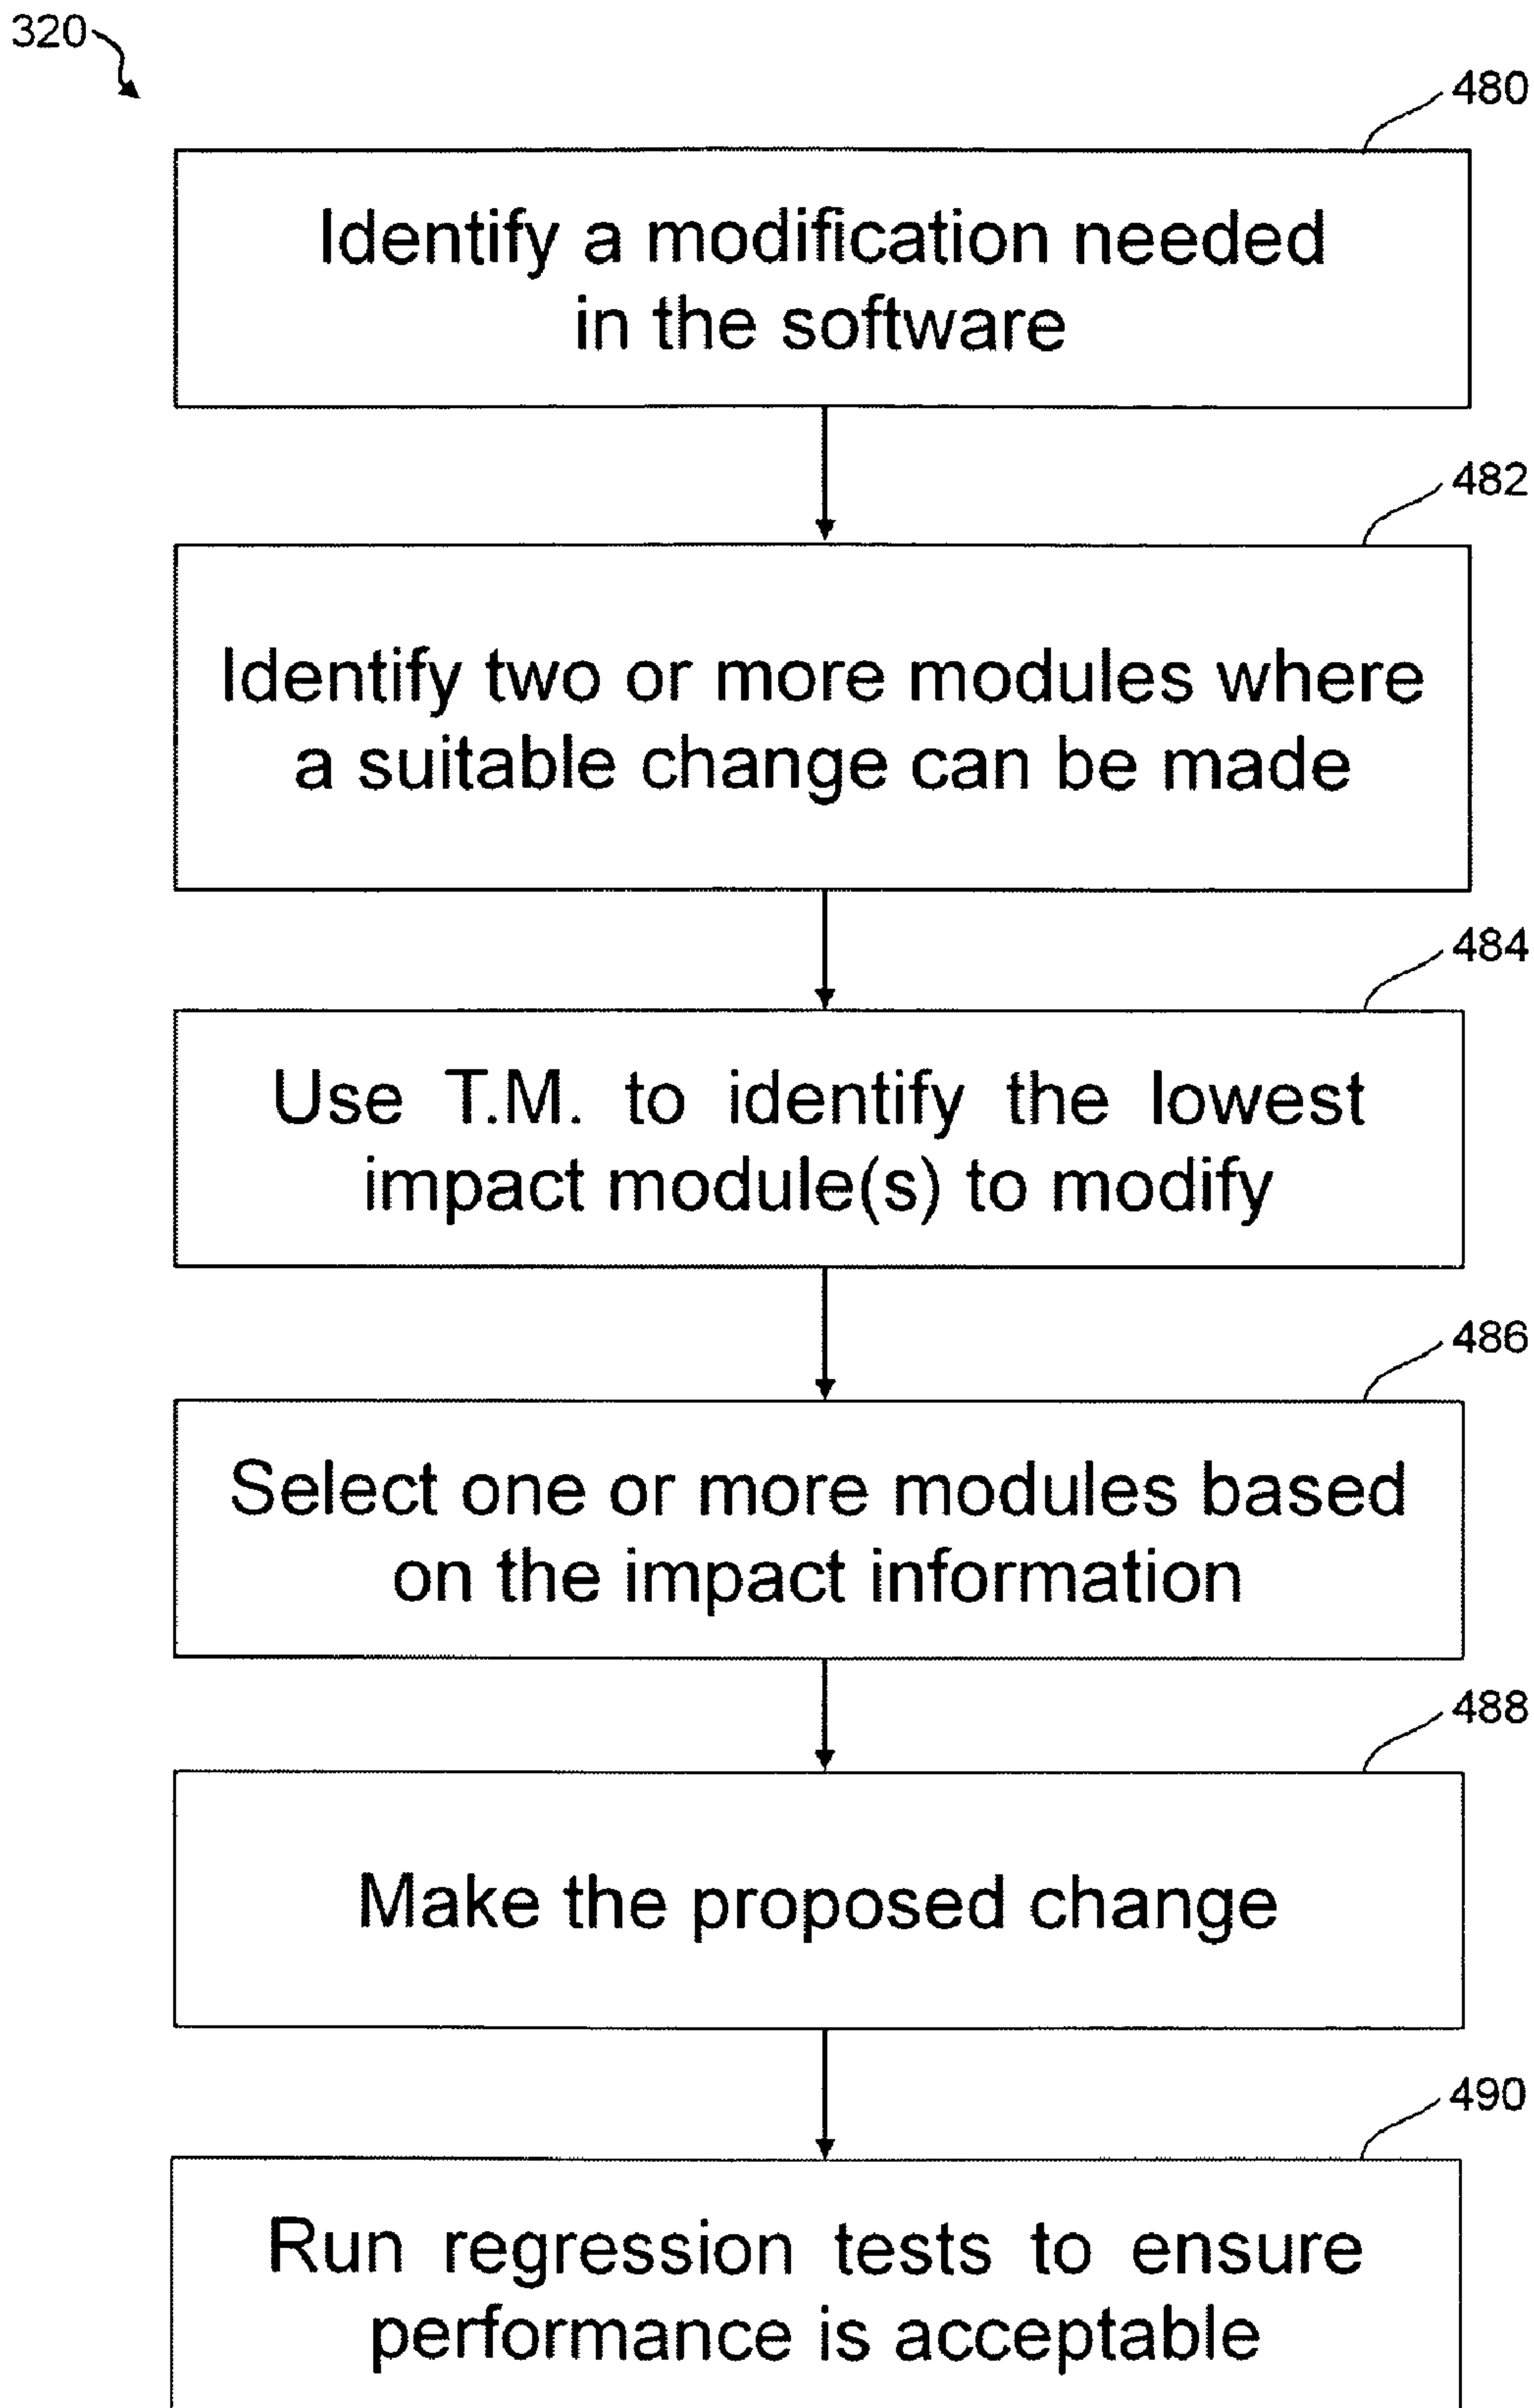 320
480
Identify a modification needed
in the software
482
Identify two or more modules where
a suitable change can be made
484
Use T.M. to identify the lowest
impact module(s) to modify
486
Select one or more modules based
on the impact information
488
Make the proposed change
490
Run regression tests to ensure
performance is acceptable